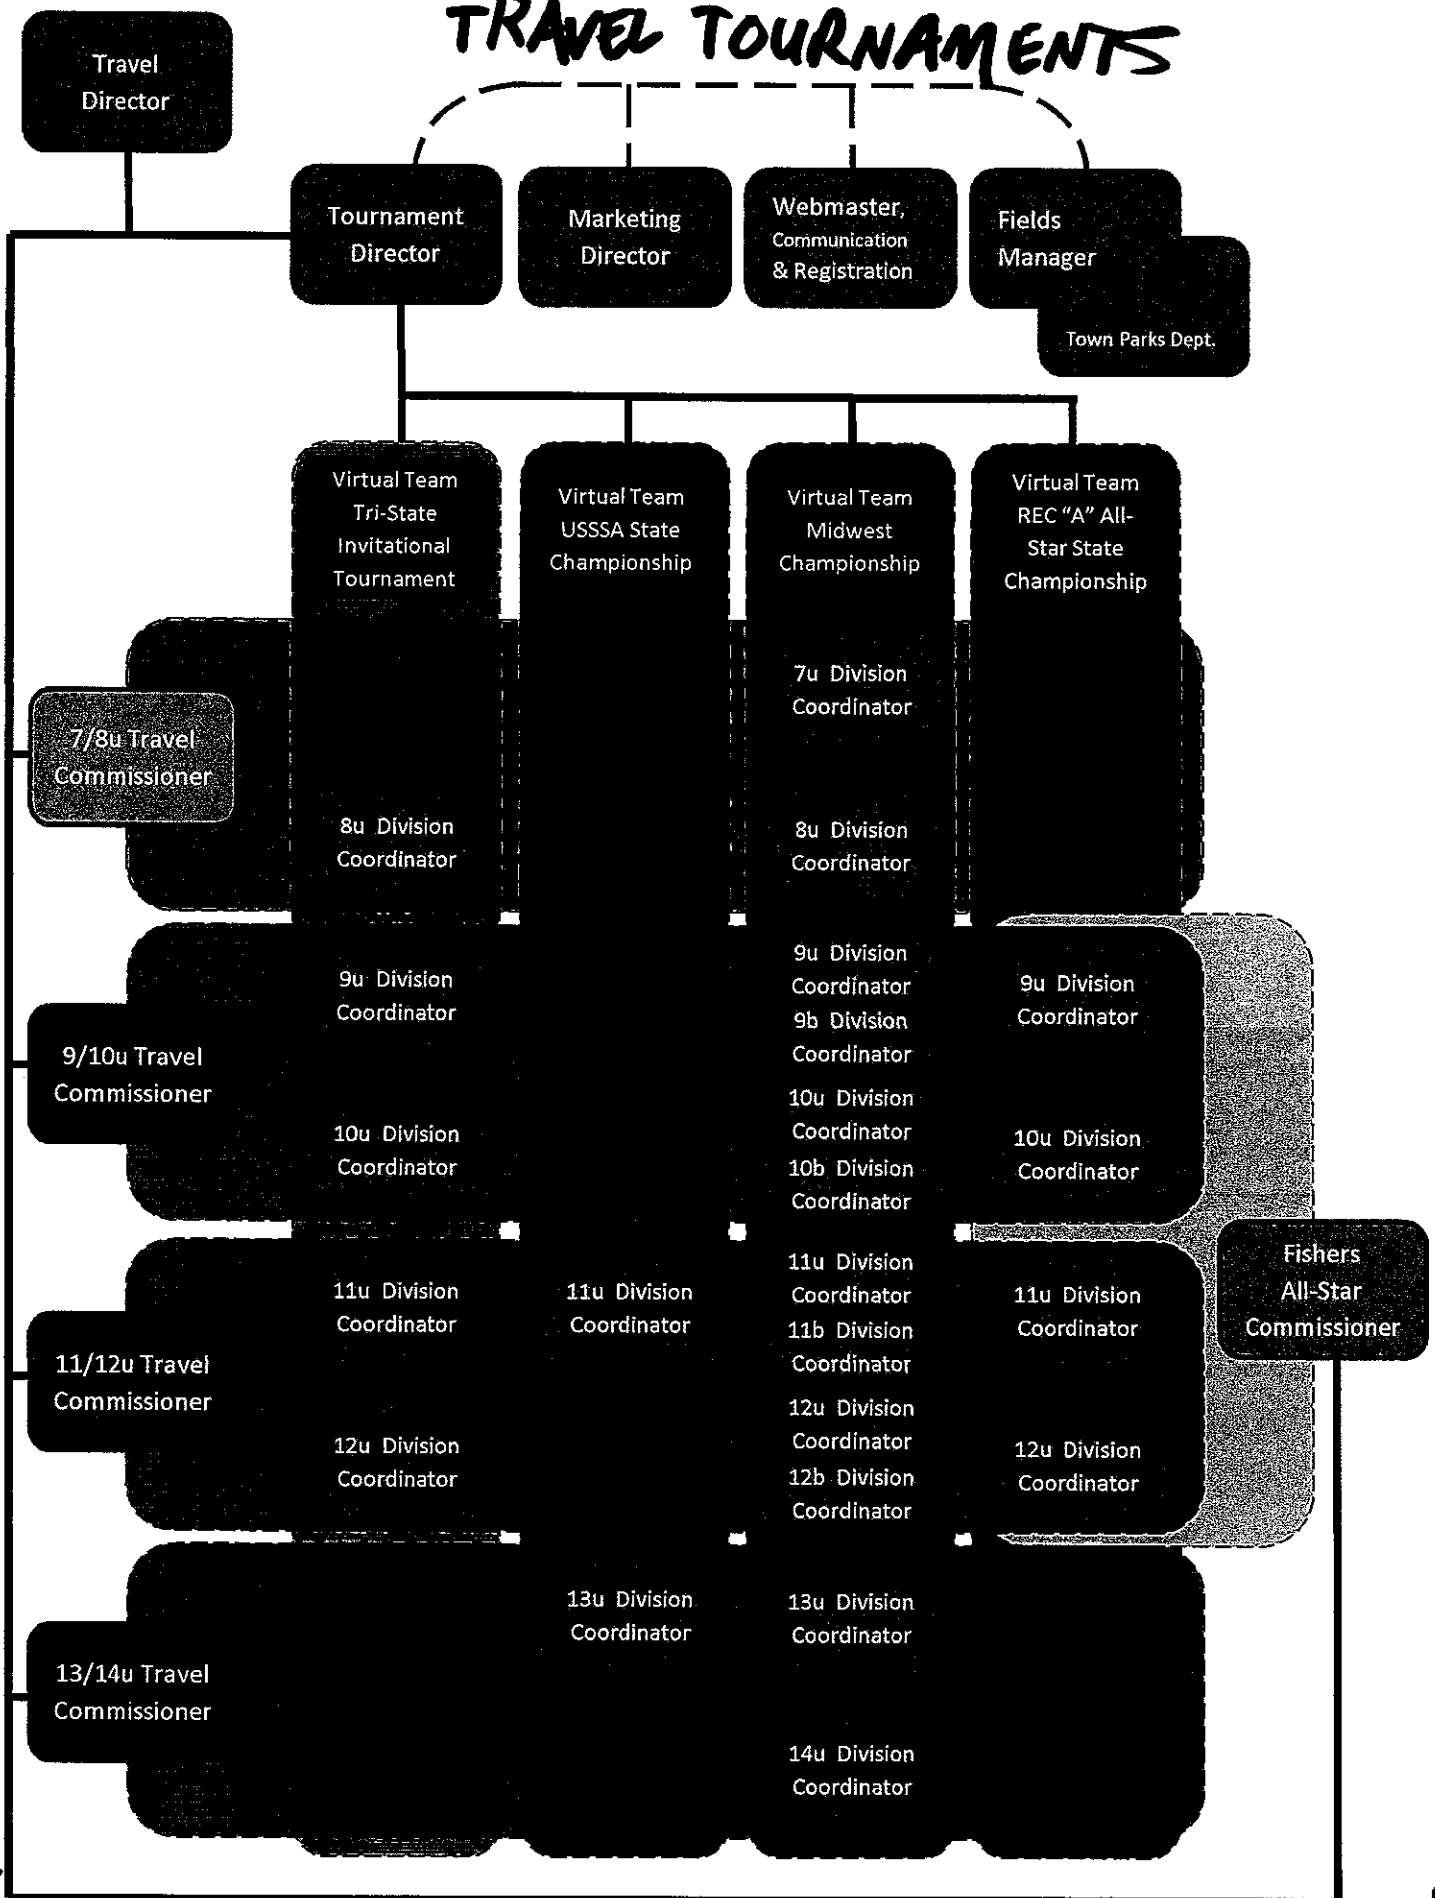 TRAVEL TOURNAMENTS
Travel
Director
Tournament
Director
Marketing
Director
Webmaster,
Communication
& Registration
Fields
Manager
Town Parks Dept.
Virtual Team
Tri-State
Invitational
Tournament
Virtual Team
USSSA State
Championship
Virtual Team
Midwest
Championship
Virtual Team
REC “A” All-
Star State
Championship
7/8u Travel
Commissioner
8u Division
Coordinator
7u Division
Coordinator
8u Division
Coordinator
9/10u Travel
Commissioner
9u Division
Coordinator
10u Division
Coordinator
9u Division
Coordinator
9b Division
Coordinator
10u Division
Coordinator
10b Division
Coordinator
9u Division
Coordinator
10u Division
Coordinator
Fishers
All-Star
Commissioner
11/12u Travel
Commissioner
11u Division
Coordinator
12u Division
Coordinator
11u Division
Coordinator
11u Division
Coordinator
11b Division
Coordinator
12u Division
Coordinator
12b Division
Coordinator
11u Division
Coordinator
12u Division
Coordinator
13/14u Travel
Commissioner
13u Division
Coordinator
13u Division
Coordinator
14u Division
Coordinator